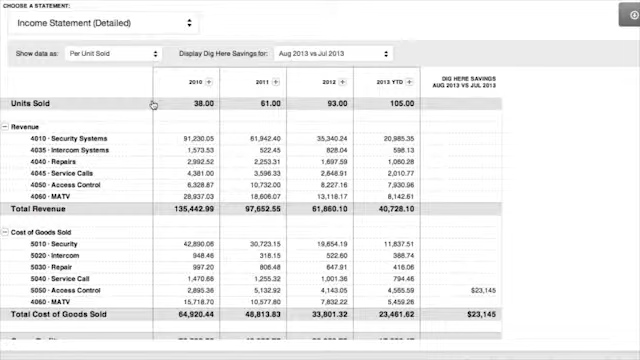 CHOOSE A STATEMENT:
Income Statement (Detailed)
Show data as: Per Unit Sold Display Dig Here Savings for: Aug 2013 vs Jul 2013
2010 2011 2012 2013 YTD DIG HERE SAVINGS
AUG 2013 VS JUL 2013
Units Sold 38.00 61.00 93.00 105.00
Revenue
4010 · Security Systems 91,230.05 61,942.40 35,340.24 20,985.35
4035 · Intercom Systems 1,573.53 522.45 828.04 598.13
4040 · Repairs 2,992.52 2,253.31 1,697.59 1,060.28
4045 · Service Calls 4,381.00 3,596.33 2,648.91 2,010.77
4050 · Access Control 6,328.87 10,732.00 8,227.16 7,930.96
4060 · MATV 28,937.03 18,606.07 13,118.17 8,142.61
Total Revenue 135,442.99 97,652.55 61,860.10 40,728.10
Cost of Goods Sold
5010 · Security 42,890.06 30,723.15 19,654.19 11,837.51
5020 · Intercom 948.46 318.15 522.60 388.74
5030 · Repair 997.20 806.48 647.91 416.06
5040 · Service Call 1,470.68 1,255.32 1,001.36 794.46
5050 · Access Control 2,895.36 5,132.92 4,143.05 4,565.59 $23,145
4060 · MATV 15,718.70 10,577.80 7,832.22 5,459.26
Total Cost of Goods Sold 64,920.44 48,813.83 33,801.32 23,461.62 $23,145